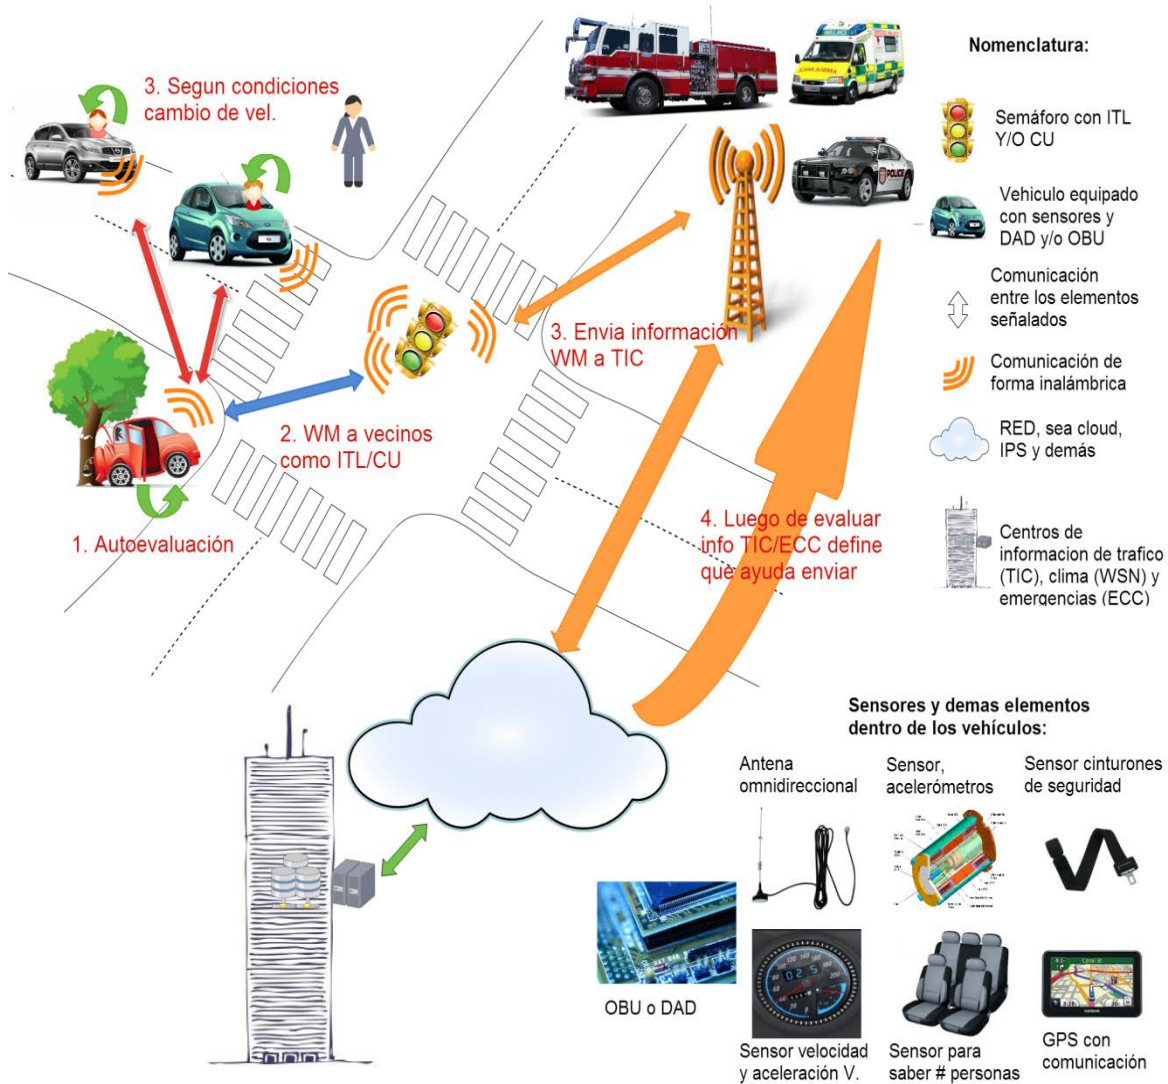 3. Segun condiciones
cambio de vel.
Nomenclatura:
Semáforo con ITL
Y/O CU
AMBULANCIA
POLICE
Vehiculo equipado
con sensores y
DAD y/o OBU
Comunicación
entre los elementos
señalados
3. Envia información
WM a TIC
Comunicación de
forma inalámbrica
2. WM a vecinos
como ITL/CU
RED, sea cloud,
IPS y demás
1. Autoevaluación
4. Luego de evaluar
info TIC/ECC define
que ayuda enviar
Centros de
informacion de trafico
(TIC), clima (WSN) y
emergencias (ECC)
Sensores y demas elementos
dentro de los vehículos:
Antena
omnidireccional
Sensor,
acelerómetros
Sensor cinturones
de seguridad
OBU o DAD
Sensor velocidad
y aceleración V.
Sensor para
saber # personas
GPS con
comunicación